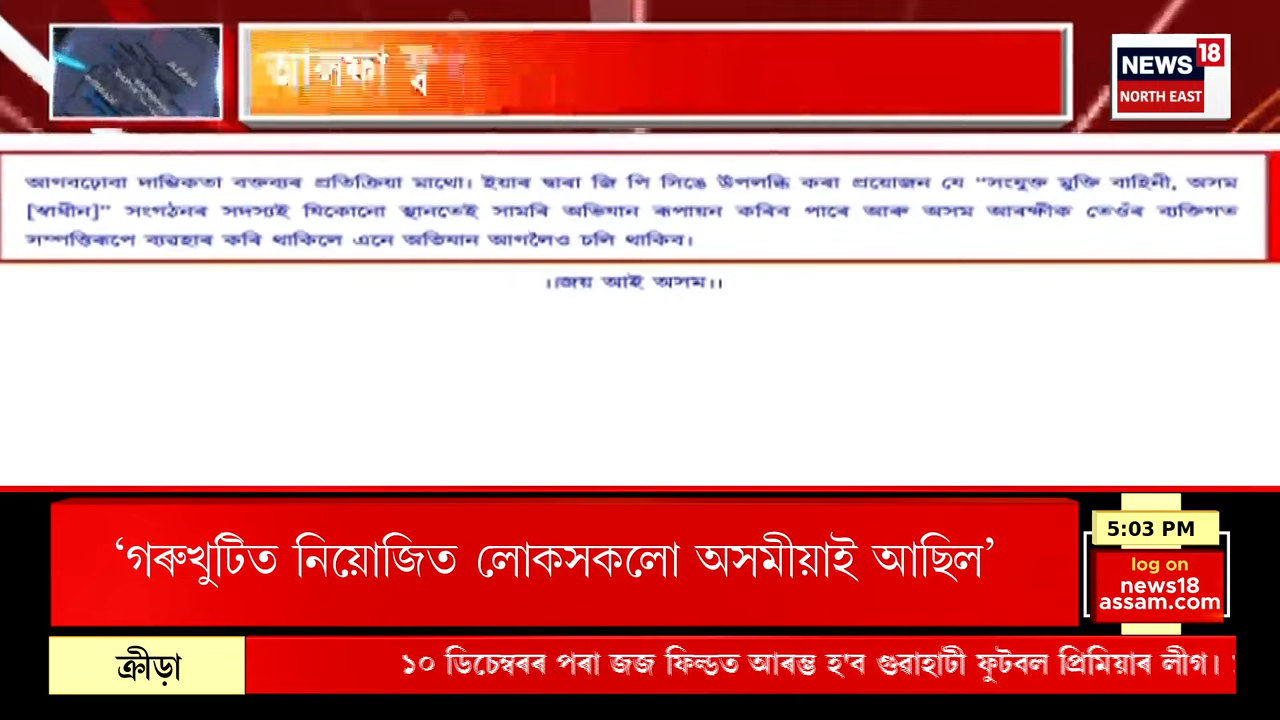 আলফা স্ব
NEWS 18
NORTH EAST
আগবঢ়োবা দাম্ভিকতা বক্তব্যৰ প্ৰতিক্ৰিয়া মাথো। ইয়াৰ দ্বাৰা জি পি সিঙে উপলব্ধি কৰা প্ৰয়োজন যে “সংযুক্ত মুক্তি বাহিনী, অসম
[স্বাধীন]” সংগঠনৰ সদস্যই যিকোনো স্থানতেই সামৰি অভিযান ৰূপায়ন কৰিব পাৰে আৰু অসম আৰক্ষীক তেওঁৰ ব্যক্তিগত
সম্পত্তিৰূপে ব্যৱহাৰ কৰি থাকিলে এনে অভিযান আগলৈও চলি থাকিব।
।।জয় আই অসম।।
‘গৰুখুটিত নিয়োজিত লোকসকলো অসমীয়াই আছিল’
5:03 PM
log on
news18
assam.com
ক্ৰীড়া
১০ ডিচেম্বৰৰ পৰা জজ ফিল্ডত আৰম্ভ হ'ব গুৱাহাটী ফুটবল প্ৰিমিয়াৰ লীগ।